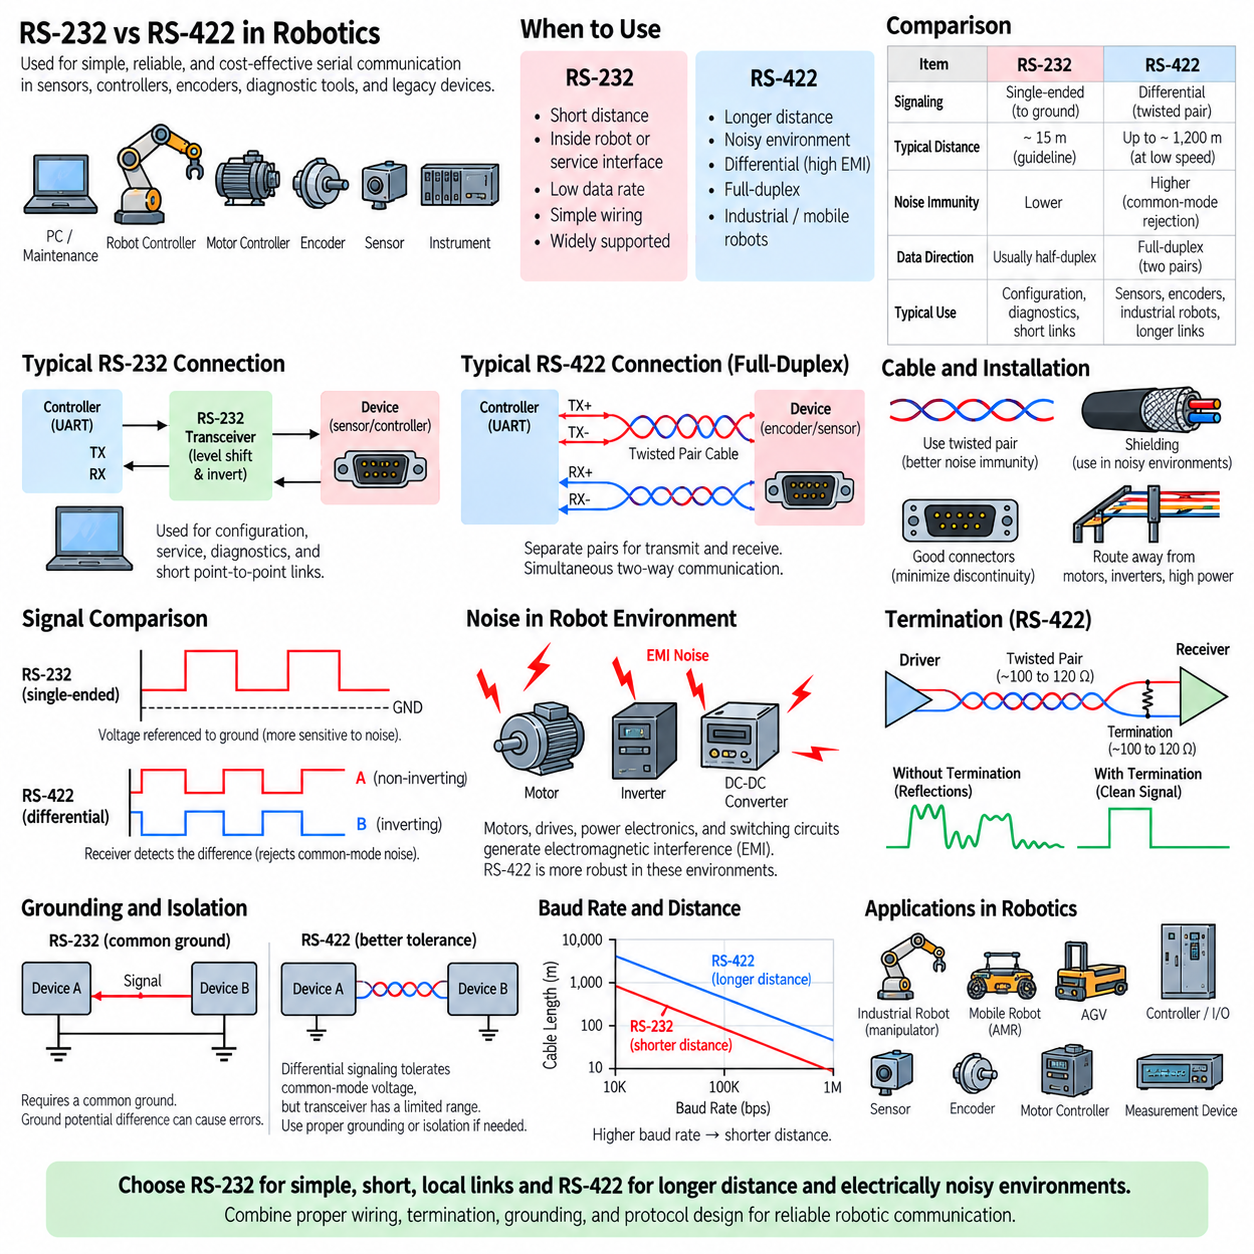 RS-232 vs RS-422 in Robotics
Used for simple, reliable, and cost-effective serial communication
in sensors, controllers, encoders, diagnostic tools, and legacy devices.
PC /
Maintenance
Robot Controller
Motor Controller
Encoder
Sensor
Instrument
When to Use
RS-232
• Short distance
• Inside robot or
service interface
• Low data rate
• Simple wiring
• Widely supported
RS-422
• Longer distance
• Noisy environment
• Differential (high EMI)
• Full-duplex
• Industrial / mobile
robots
Comparison
Item RS-232 RS-422
Signaling
Single-ended
(to ground)
Differential
(twisted pair)
Typical Distance
~ 15 m
(guideline)
Up to ~ 1,200 m
(at low speed)
Noise Immunity
Lower
Higher
(common-mode
rejection)
Data Direction
Usually half-duplex
Full-duplex
(two pairs)
Typical Use
Configuration,
diagnostics,
short links
Sensors, encoders,
industrial robots,
longer links
Typical RS-232 Connection
Controller
(UART)
TX
RX
RS-232
Transceiver
(level shift
& invert)
Device
(sensor/controller)
Used for configuration,
service, diagnostics, and
short point-to-point links.
Typical RS-422 Connection (Full-Duplex)
Controller
(UART)
TX+
TX-
Twisted Pair Cable
RX+
RX-
Device
(encoder/sensor)
Separate pairs for transmit and receive.
Simultaneous two-way communication.
Cable and Installation
Use twisted pair
(better noise immunity)
Shielding
(use in noisy environments)
Good connectors
(minimize discontinuity)
Route away from
motors, inverters, high power
Signal Comparison
RS-232
(single-ended)
GND
Voltage referenced to ground (more sensitive to noise).
RS-422
(differential)
A (non-inverting)
B (inverting)
Receiver detects the difference (rejects common-mode noise).
Noise in Robot Environment
EMI Noise
Motor
Inverter
DC-DC
Converter
Motors, drives, power electronics, and switching circuits
generate electromagnetic interference (EMI).
RS-422 is more robust in these environments.
Termination (RS-422)
Driver
Twisted Pair
(~100 to 120 Ω)
Receiver
Termination
(~100 to 120 Ω)
Without Termination
(Reflections)
With Termination
(Clean Signal)
Grounding and Isolation
RS-232 (common ground)
Device A
Signal
Device B
Requires a common ground.
Ground potential difference can cause errors.
RS-422 (better tolerance)
Device A
Device B
Differential signaling tolerates
common-mode voltage,
but transceiver has a limited range.
Use proper grounding or isolation if needed.
Baud Rate and Distance
Cable Length (m)
10,000
1,000
100
10
RS-422
(longer distance)
RS-232
(shorter distance)
10K 100K 1M
Baud Rate (bps)
Higher baud rate → shorter distance.
Applications in Robotics
Industrial Robot
(manipulator)
Mobile Robot
(AMR)
AGV
Controller / I/O
Sensor
Encoder
Motor Controller
Measurement Device
Choose RS-232 for simple, short, local links and RS-422 for longer distance and electrically noisy environments.
Combine proper wiring, termination, grounding, and protocol design for reliable robotic communication.